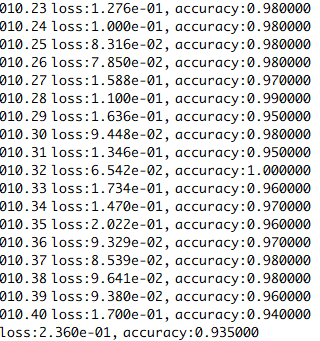 010.23 loss:1.276e-01, accuracy:0.980000
010.24 loss:1.000e-01, accuracy:0.980000
010.25 loss:8.316e-02, accuracy:0.980000
010.26 loss:7.850e-02, accuracy:0.980000
010.27 loss:1.588e-01, accuracy:0.970000
010.28 loss:1.100e-01, accuracy:0.990000
010.29 loss:1.636e-01, accuracy:0.950000
010.30 loss:9.448e-02, accuracy:0.980000
010.31 loss:1.346e-01, accuracy:0.950000
010.32 loss:6.542e-02, accuracy:1.000000
010.33 loss:1.734e-01, accuracy:0.960000
010.34 loss:1.470e-01, accuracy:0.970000
010.35 loss:2.022e-01, accuracy:0.960000
010.36 loss:9.329e-02, accuracy:0.970000
010.37 loss:8.539e-02, accuracy:0.980000
010.38 loss:9.641e-02, accuracy:0.980000
010.39 loss:9.380e-02, accuracy:0.960000
010.40 loss:1.700e-01, accuracy:0.940000
loss:2.360e-01, accuracy:0.935000